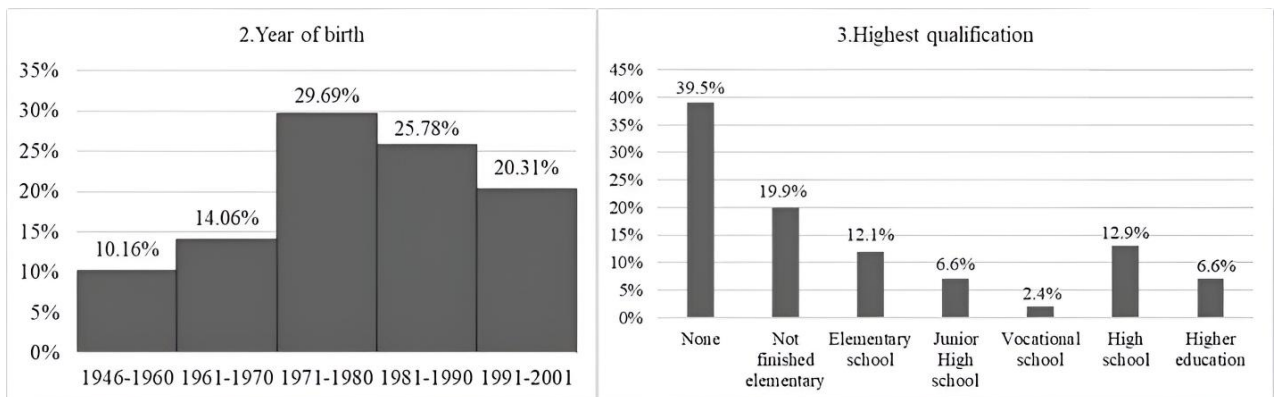 2.Year of birth
35%
30%
25%
20%
15%
10%
5%
0%
10.16%
14.06%
29.69%
25.78%
20.31%
1946-1960 1961-1970 1971-1980 1981-1990 1991-2001
3.Highest qualification
45%
40%
35%
30%
25%
20%
15%
10%
5%
0%
39.5%
19.9%
12.1%
6.6%
2.4%
12.9%
6.6%
None
Not
finished
elementary
Elementary
school
Junior
High
school
Vocational
school
High
school
Higher
education